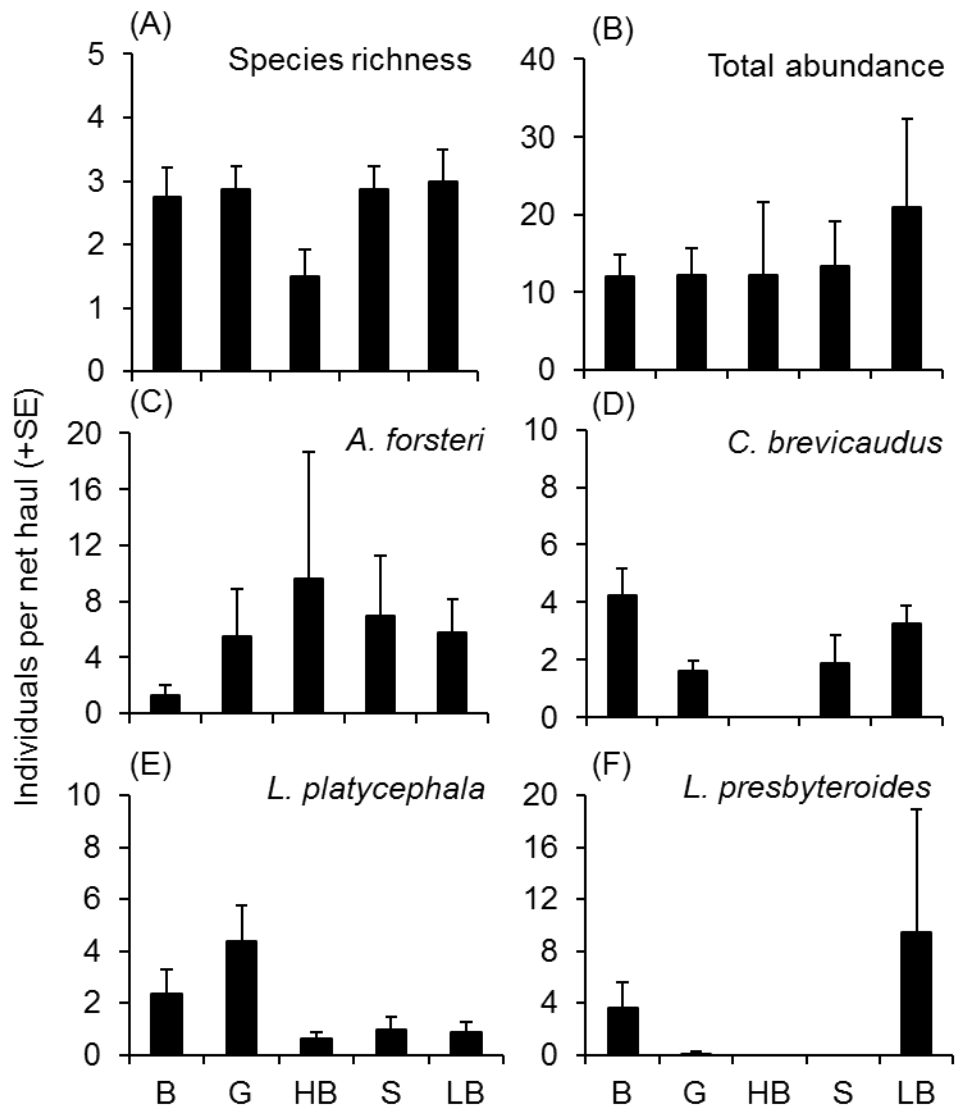 (A)
Species richness
5
4
3
2
1
0
(B)
Total abundance
40
30
20
10
0
Individuals per net haul (+SE)
(C)
A. forsteri
20
16
12
8
4
0
(D)
C. brevicaudus
10
8
6
4
2
0
(E)
L. platycephala
10
8
6
4
2
0
B G HB S LB
(F)
L. presbyteroides
20
16
12
8
4
0
B G HB S LB